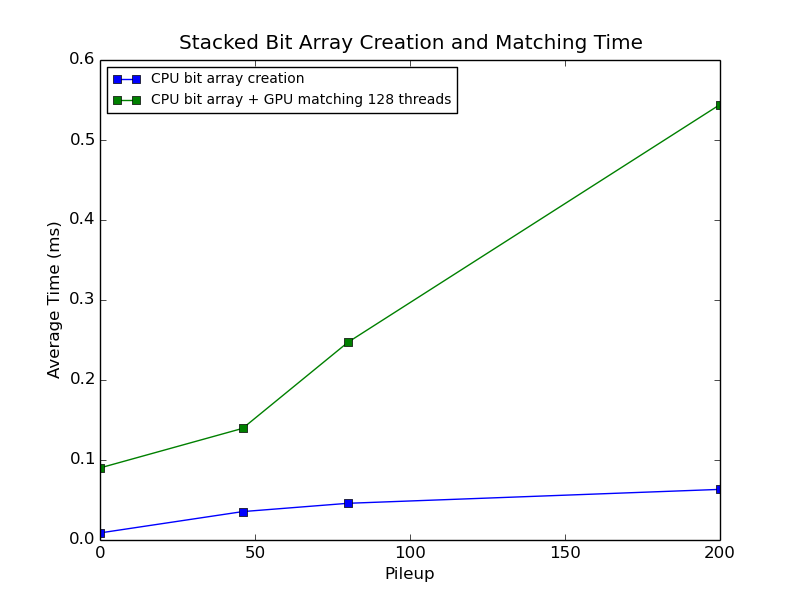 Stacked Bit Array Creation and Matching Time
CPU bit array creation
CPU bit array + GPU matching 128 threads
0.6
0.5
0.4
0.3
0.2
0.1
0.0
Average Time (ms)
0 50 100 150 200
Pileup